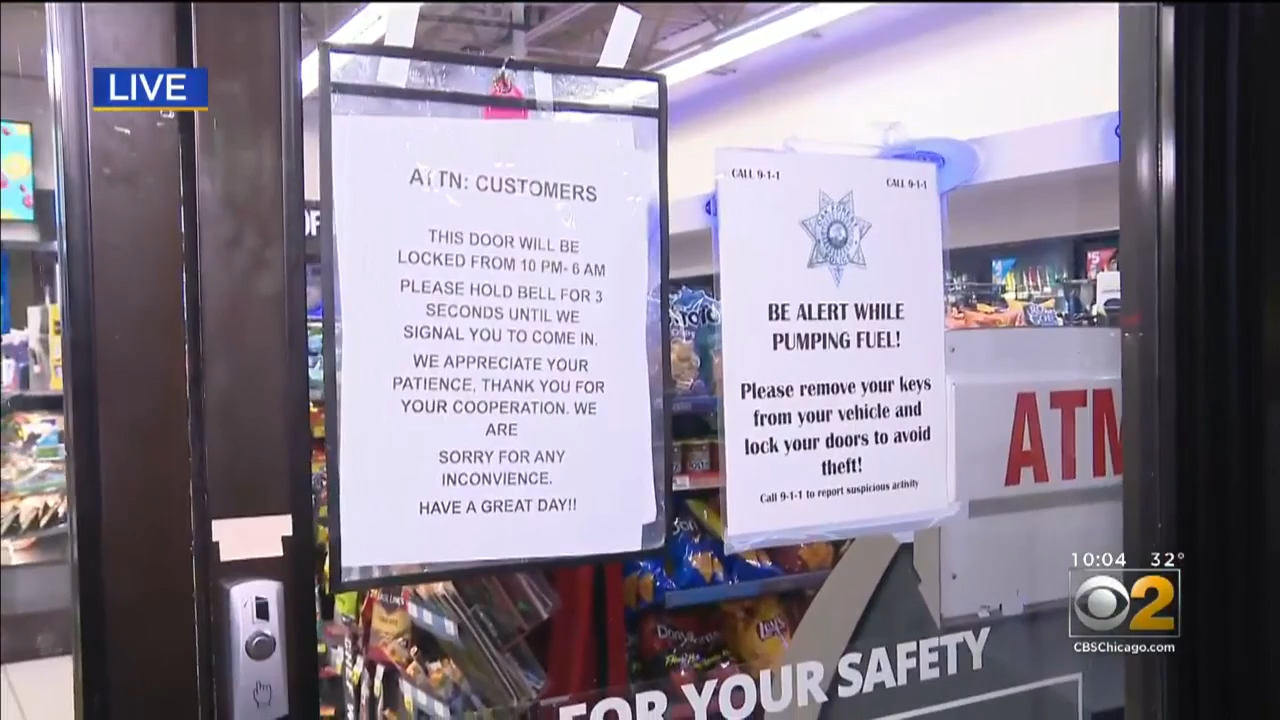 LIVE
ATTN: CUSTOMERS
THIS DOOR WILL BE
LOCKED FROM 10 PM- 6 AM
PLEASE HOLD BELL FOR 3
SECONDS UNTIL WE
SIGNAL YOU TO COME IN.
WE APPRECIATE YOUR
PATIENCE, THANK YOU FOR
YOUR COOPERATION. WE
ARE
SORRY FOR ANY
INCONVIENCE.
HAVE A GREAT DAY!!
CALL 9-1-1
CALL 9-1-1
BE ALERT WHILE
PUMPING FUEL!
Please remove your keys
from your vehicle and
lock your doors to avoid
theft!
Call 9-1-1 to report suspicious activity
ATM
Lay's
FOR YOUR SAFETY
10:04 32°
2
CBSChicago.com